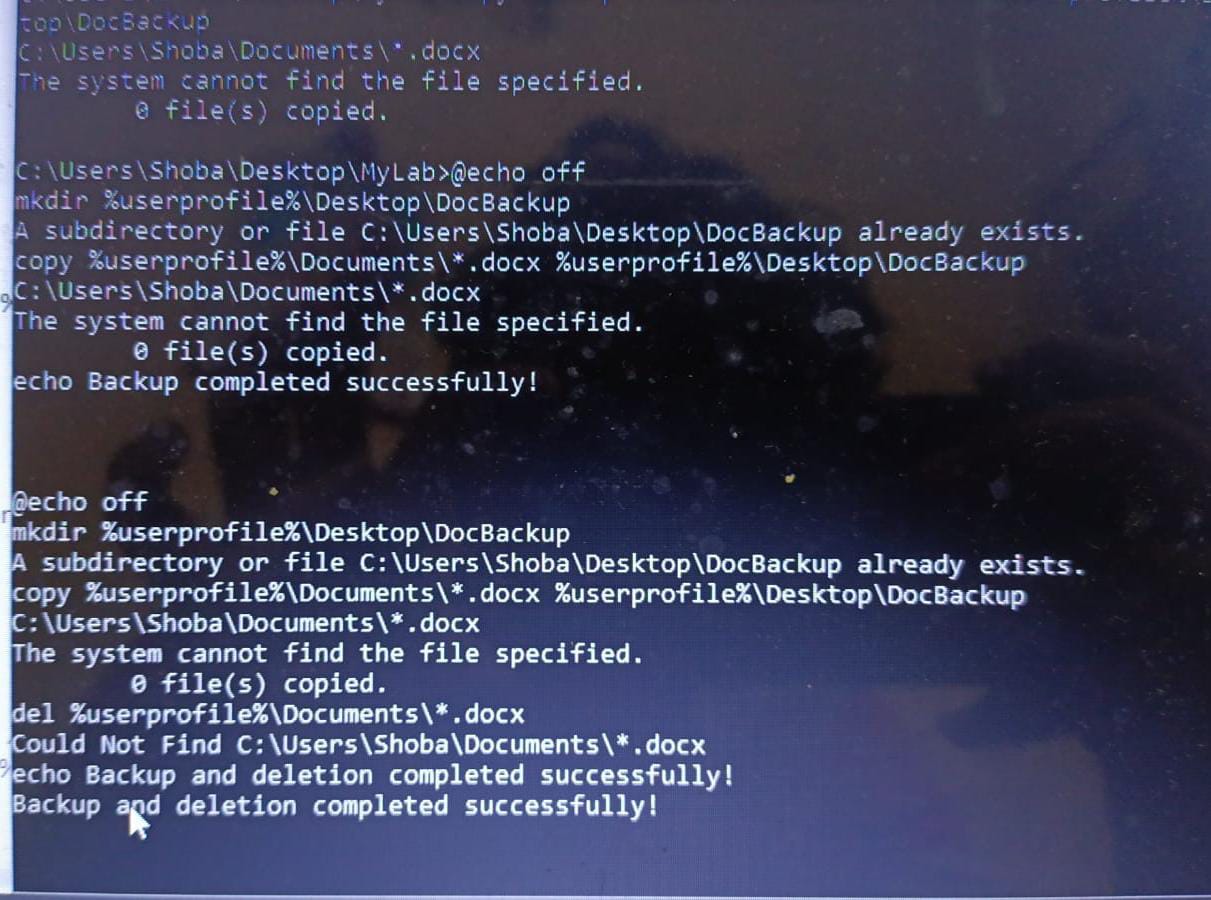 top\DocBackup
C:\Users\Shoba\Documents\*.docx
The system cannot find the file specified.
0 file(s) copied.
C:\Users\Shoba\Desktop\MyLab>@echo off
mkdir %userprofile%\Desktop\DocBackup
A subdirectory or file C:\Users\Shoba\Desktop\DocBackup already exists.
copy %userprofile%\Documents\*.docx %userprofile%\Desktop\DocBackup
C:\Users\Shoba\Documents\*.docx
The system cannot find the file specified.
0 file(s) copied.
echo Backup completed successfully!
@echo off
mkdir %userprofile%\Desktop\DocBackup
A subdirectory or file C:\Users\Shoba\Desktop\DocBackup already exists.
copy %userprofile%\Documents\*.docx %userprofile%\Desktop\DocBackup
C:\Users\Shoba\Documents\*.docx
The system cannot find the file specified.
0 file(s) copied.
del %userprofile%\Documents\*.docx
Could Not Find C:\Users\Shoba\Documents\*.docx
echo Backup and deletion completed successfully!
Backup and deletion completed successfully!